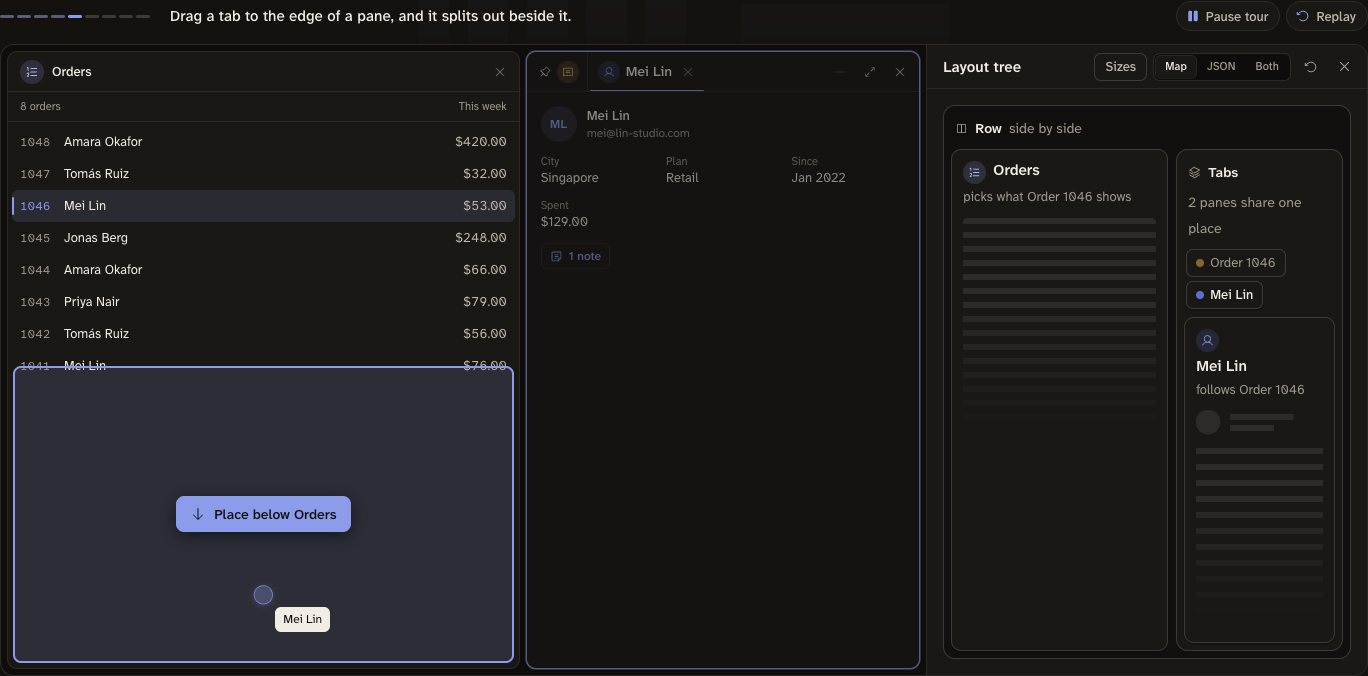 Drag a tab to the edge of a pane, and it splits out beside it.
Pause tour
Replay
Orders
8 orders
This week
1048 Amara Okafor $420.00
1047 Tomás Ruiz $32.00
1046 Mei Lin $53.00
1045 Jonas Berg $248.00
1044 Amara Okafor $66.00
1043 Priya Nair $79.00
1042 Tomás Ruiz $56.00
1041 Mei Lin $76.00
Place below Orders
Mei Lin
Mei Lin
ML
Mei Lin
mei@lin-studio.com
City
Singapore
Plan
Retail
Since
Jan 2022
Spent
$129.00
1 note
Layout tree
Sizes
Map
JSON
Both
Row side by side
Orders
picks what Order 1046 shows
Tabs
2 panes share one
place
Order 1046
Mei Lin
Mei Lin
follows Order 1046